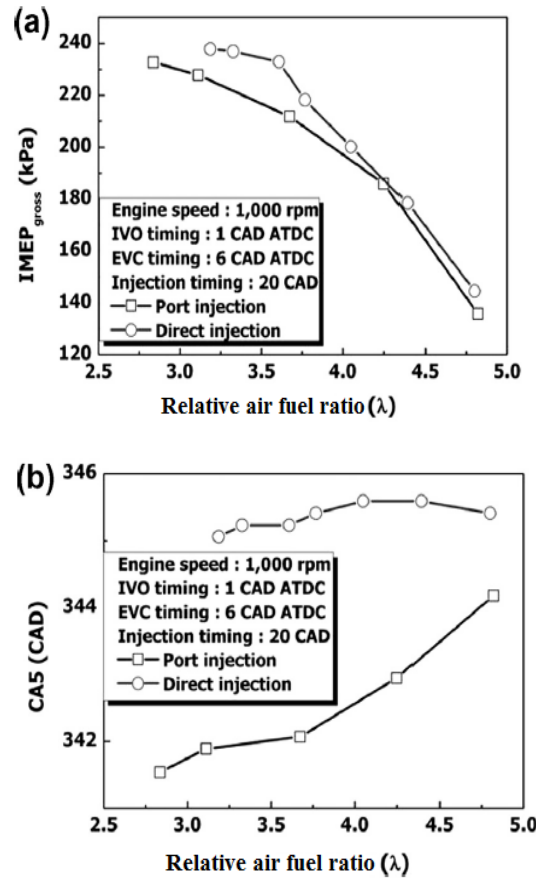 (a)
240
220
200
180
160
140
120
IMEPgross (kPa)
Engine speed : 1,000 rpm
IVO timing : 1 CAD ATDC
EVC timing : 6 CAD ATDC
Injection timing : 20 CAD
Port injection
Direct injection
2.5 3.0 3.5 4.0 4.5 5.0
Relative air fuel ratio (λ)
(b)
346
344
342
CA5 (CAD)
Engine speed : 1,000 rpm
IVO timing : 1 CAD ATDC
EVC timing : 6 CAD ATDC
Injection timing : 20 CAD
Port injection
Direct injection
2.5 3.0 3.5 4.0 4.5 5.0
Relative air fuel ratio (λ)